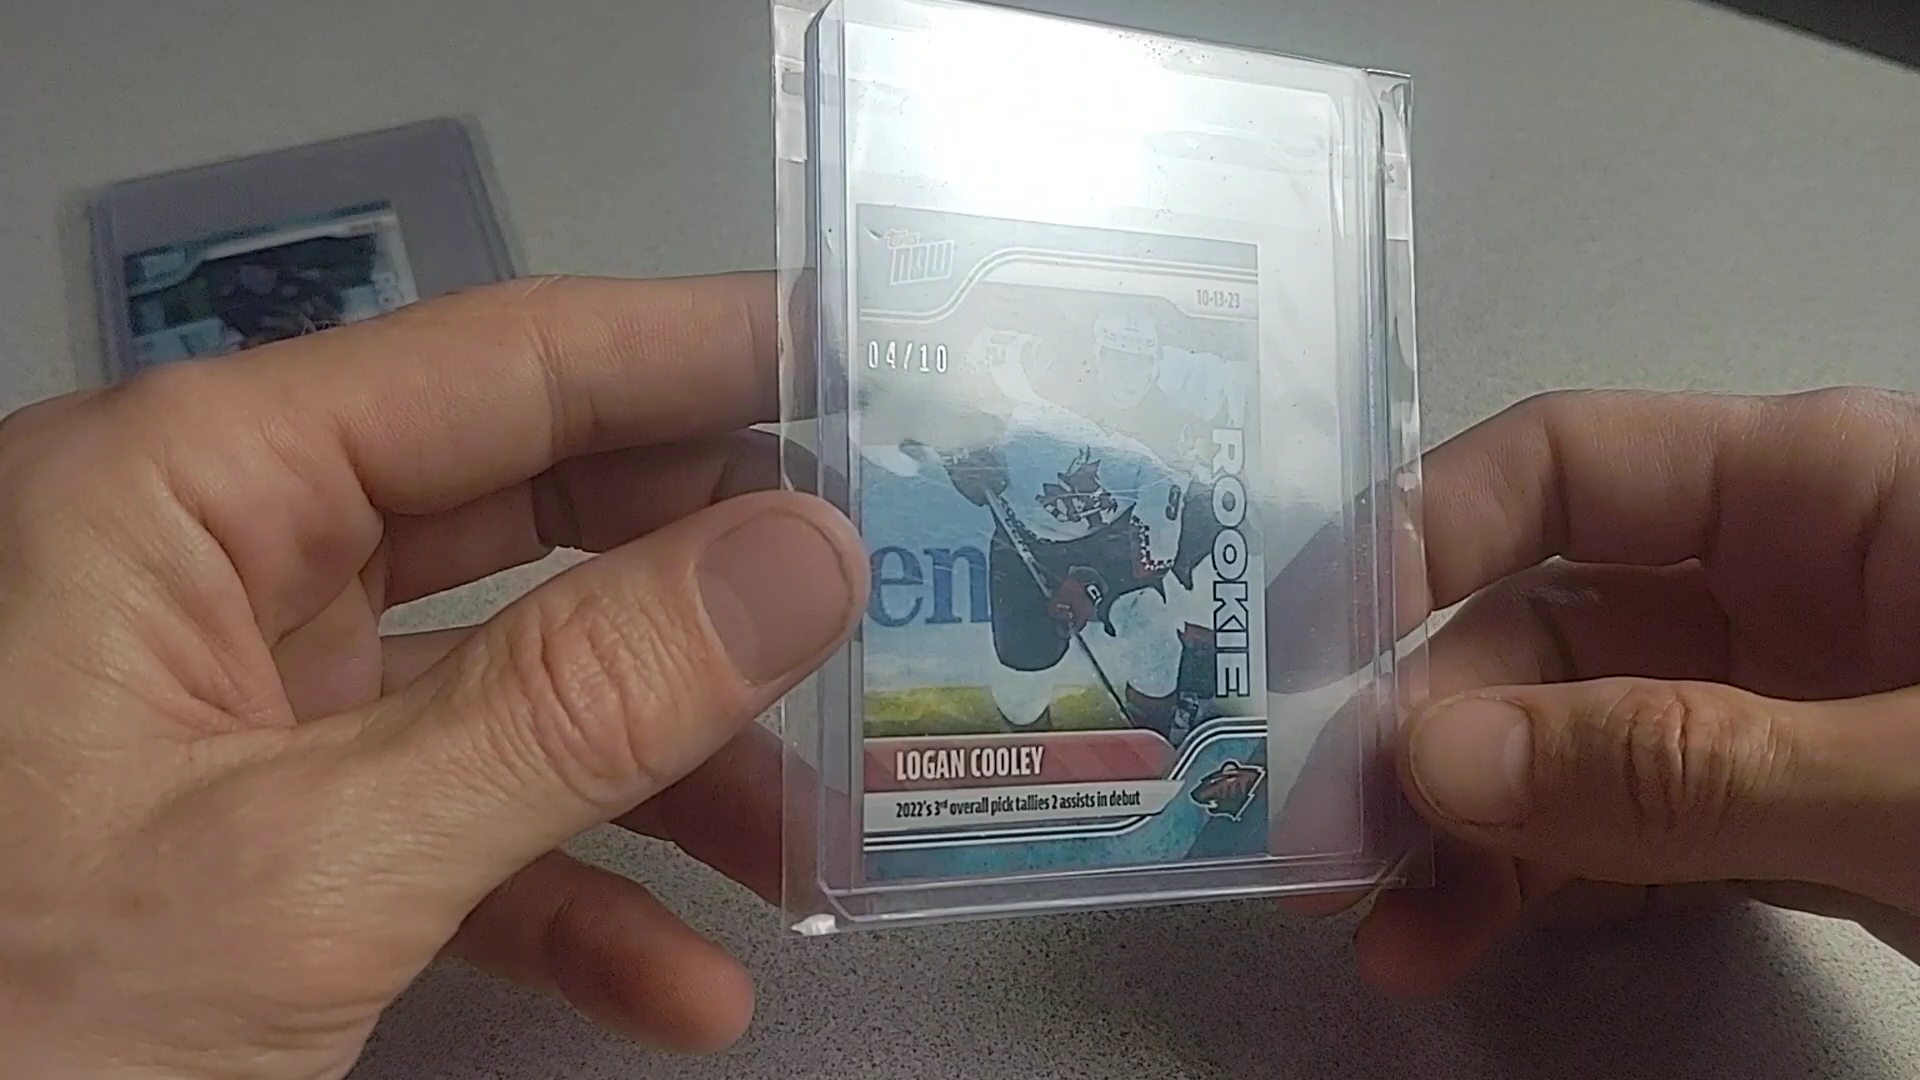 topps
now
10-13-23
04/10
ROOKIE
en
LOGAN COOLEY
2022's 3rd overall pick tallies 2 assists in debut